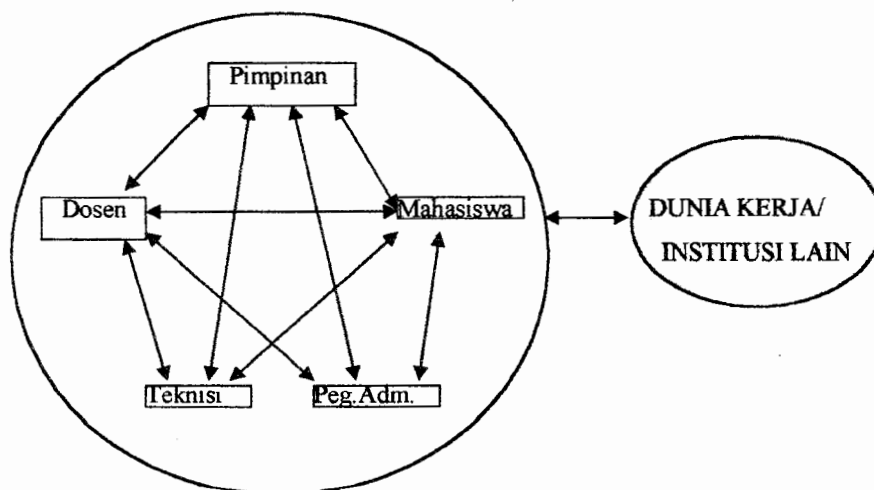 Pimpinan
Dosen
Mahasiswa
Teknisi
Peg.Adm.
DUNIA KERJA/
INSTITUSI LAIN